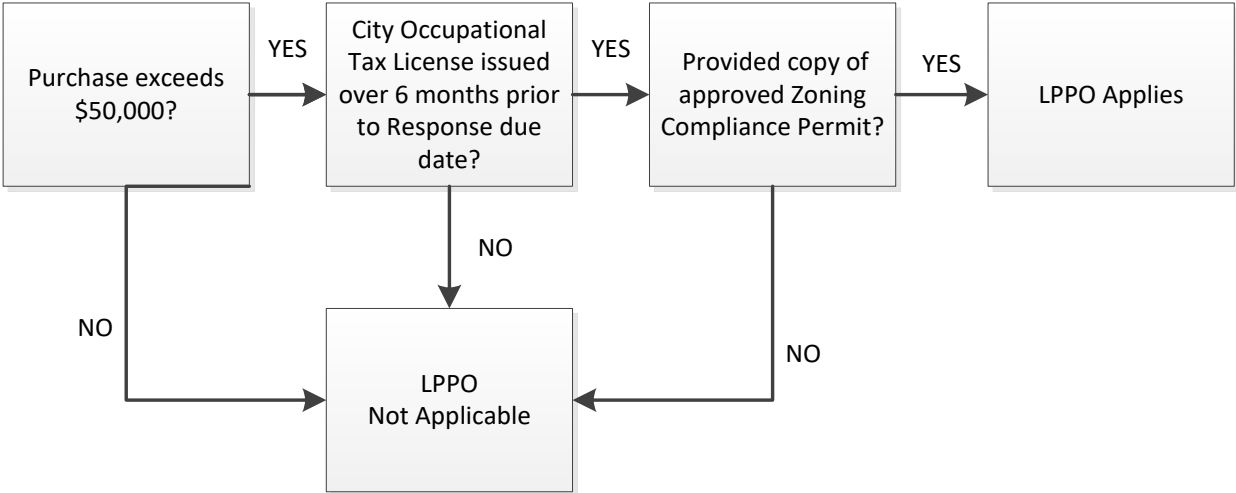 Purchase exceeds
$50,000?
YES
City Occupational
Tax License issued
over 6 months prior
to Response due
date?
YES
Provided copy of
approved Zoning
Compliance Permit?
YES
LPPO Applies
NO
NO
NO
LPPO
Not Applicable